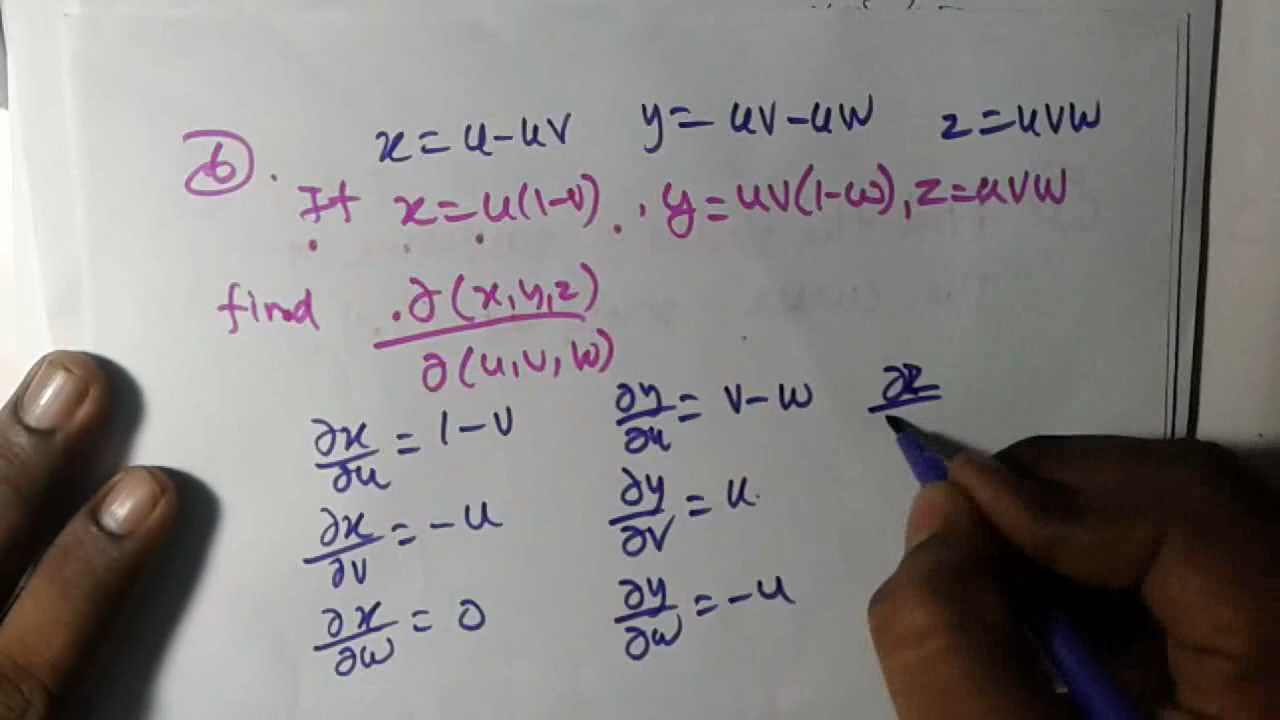 x = u - uv   y = uv - uw   z = uvw
6. If x = u(1-v), y = uv(1-w), z = uvw
find ∂(x,y,z)/∂(u,v,w)
∂x/∂u = 1-v   ∂y/∂u = v-w   ∂z
∂x/∂v = -u   ∂y/∂v = u.
∂x/∂w = 0   ∂y/∂w = -u